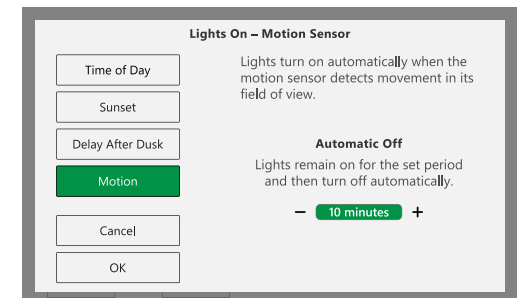 Lights On – Motion Sensor
Time of Day
Sunset
Delay After Dusk
Motion
Cancel
OK
Lights turn on automatically when the
motion sensor detects movement in its
field of view.
Automatic Off
Lights remain on for the set period
and then turn off automatically.
– 10 minutes +